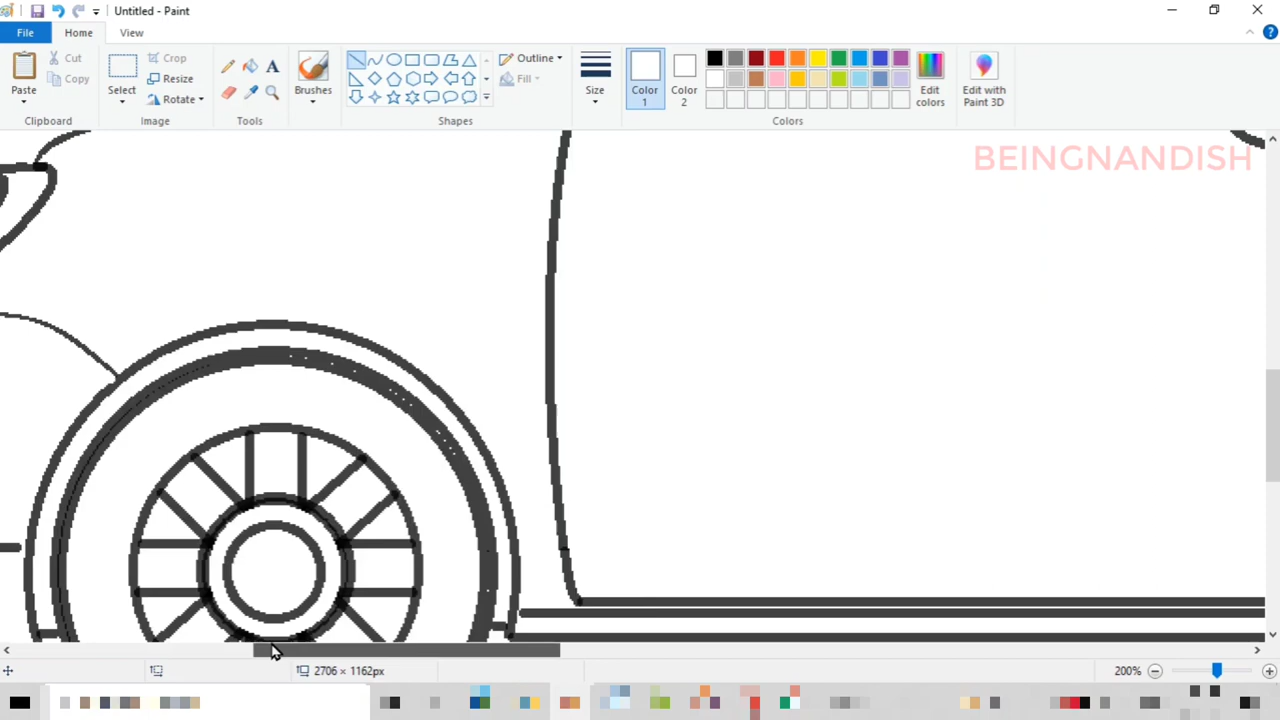 Untitled - Paint
File
Home
View
Paste
Cut
Copy
Clipboard
Select
Crop
Resize
Rotate
Image
Tools
Brushes
Shapes
Outline
Fill
Size
Color
1
Color
2
Edit
colors
Colors
Edit with
Paint 3D
BEINGNANDISH
2706 × 1162px
200%